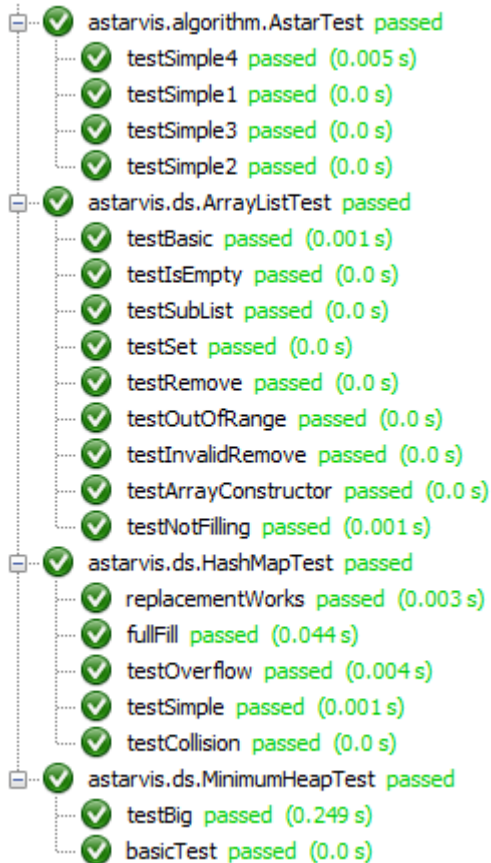 astarvis.algorithm.AstarTest passed
testSimple4 passed (0.005 s)
testSimple1 passed (0.0 s)
testSimple3 passed (0.0 s)
testSimple2 passed (0.0 s)
astarvis.ds.ArrayListTest passed
testBasic passed (0.001 s)
testIsEmpty passed (0.0 s)
testSubList passed (0.0 s)
testSet passed (0.0 s)
testRemove passed (0.0 s)
testOutOfRange passed (0.0 s)
testInvalidRemove passed (0.0 s)
testArrayConstructor passed (0.0 s)
testNotFilling passed (0.001 s)
astarvis.ds.HashMapTest passed
replacementWorks passed (0.003 s)
fullFill passed (0.044 s)
testOverflow passed (0.004 s)
testSimple passed (0.001 s)
testCollision passed (0.0 s)
astarvis.ds.MinimumHeapTest passed
testBig passed (0.249 s)
basicTest passed (0.0 s)